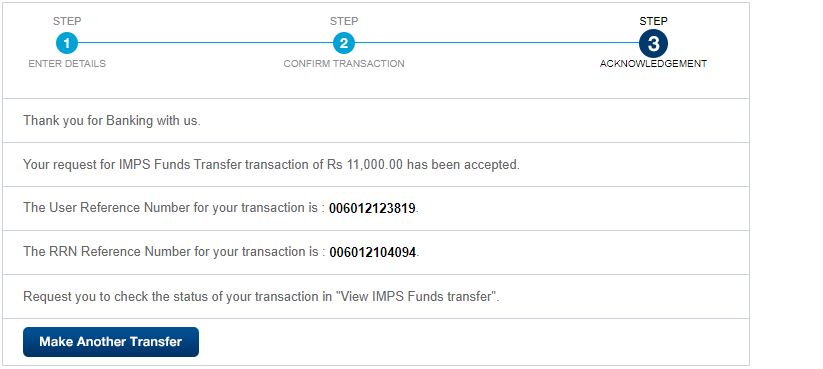 STEP STEP STEP
1 2 3
ENTER DETAILS CONFIRM TRANSACTION ACKNOWLEDGEMENT
Thank you for Banking with us.
Your request for IMPS Funds Transfer transaction of Rs 11,000.00 has been accepted.
The User Reference Number for your transaction is : 006012123819.
The RRN Reference Number for your transaction is : 006012104094.
Request you to check the status of your transaction in "View IMPS Funds transfer".
Make Another Transfer